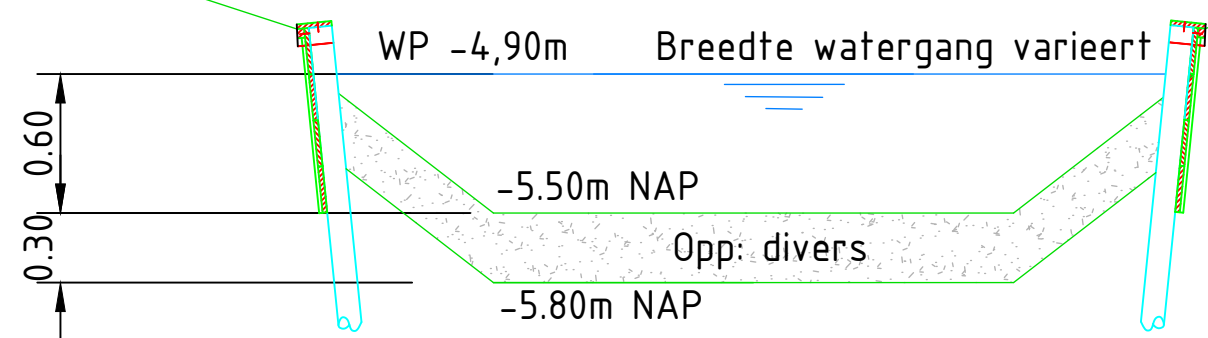 WP -4,90m
Breedte watergang varieert
0.60
-5.50m NAP
0.30
Opp: divers
-5.80m NAP